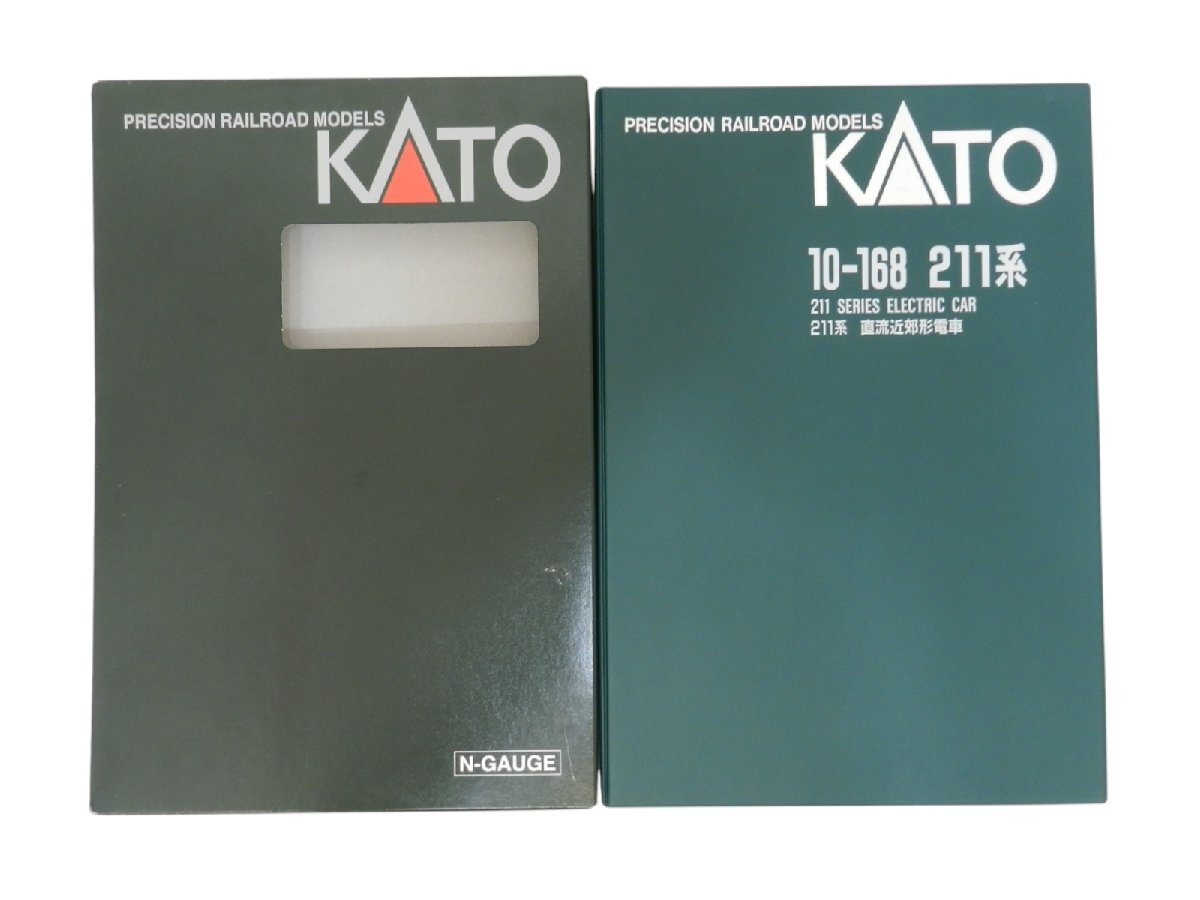 PRECISION RAILROAD MODELS
KATO
N-GAUGE
PRECISION RAILROAD MODELS
KATO
10-168 211系
211 SERIES ELECTRIC CAR
211系 直流近郊形電車